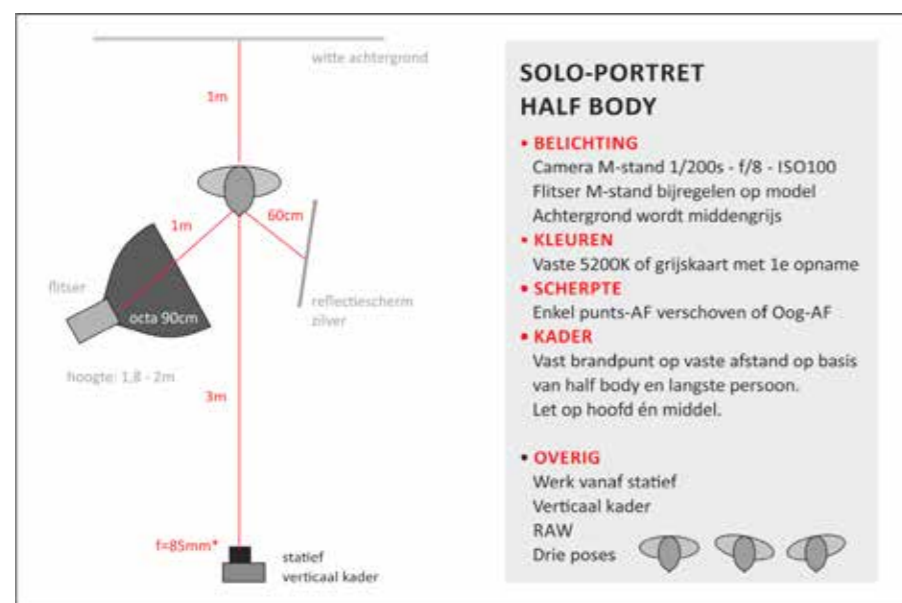 witte achtergrond
1m
60cm
1m
flitser
octa 90cm
reflectiescherm
zilver
hoogte: 1,8 - 2m
3m
f=85mm*
statief
verticaal kader
SOLO-PORTRET
HALF BODY
• BELICHTING
Camera M-stand 1/200s - f/8 - ISO100
Flitser M-stand bijregelen op model
Achtergrond wordt middengrijs
• KLEUREN
Vaste 5200K of grijskaart met 1e opname
• SCHERPTE
Enkel punts-AF verschoven of Oog-AF
• KADER
Vast brandpunt op vaste afstand op basis
van half body en langste persoon.
Let op hoofd én middel.
• OVERIG
Werk vanaf statief
Verticaal kader
RAW
Drie poses